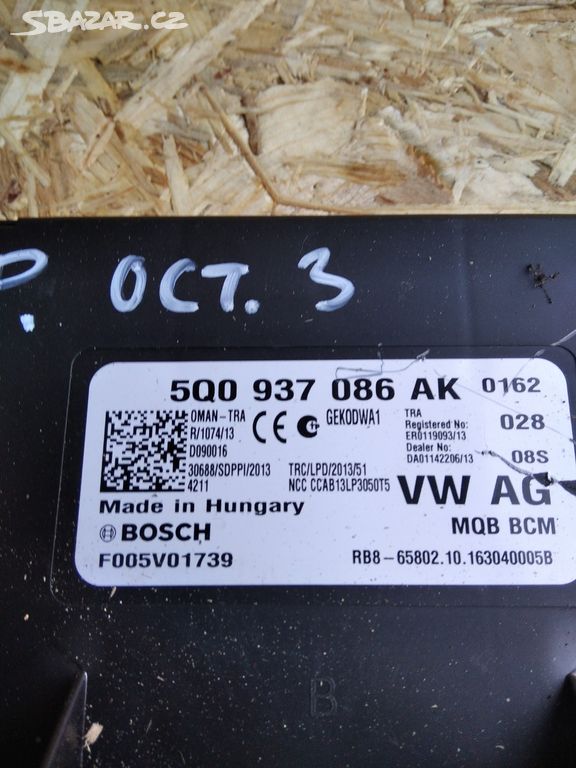 SBAZAR.CZ
P. OCT. 3
5Q0 937 086 AK 0162
OMAN-TRA
R/1074/13
D090016
30688/SDPPI/2013
4211
CE
GEKODWA1
TRC/LPD/2013/51
NCC CCAB13LP3050T5
TRA
Registered No:
ER0119093/13
Dealer No:
DA01142206/13
028
08S
Made in Hungary
VW AG
BOSCH
MQB BCM
F005V01739
RB8-65802.10.163040005B
B